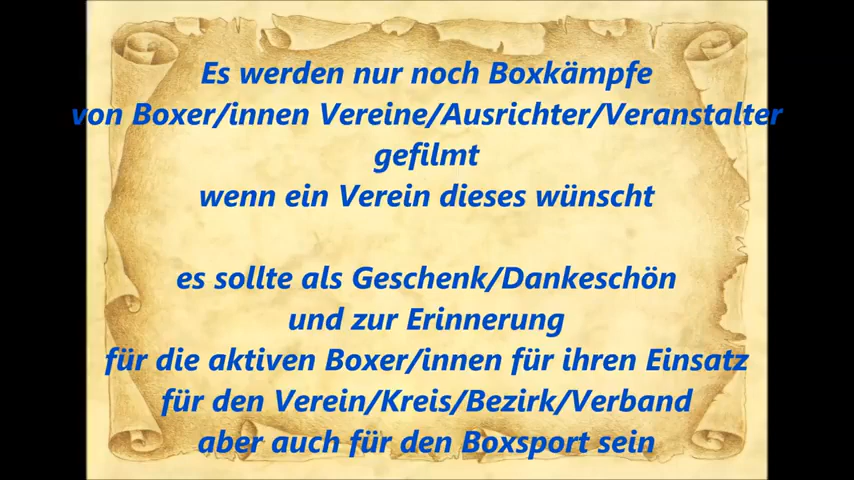 Es werden nur noch Boxkämpfe
von Boxer/innen Vereine/Ausrichter/Veranstalter
gefilmt
wenn ein Verein dieses wünscht
es sollte als Geschenk/Dankeschön
und zur Erinnerung
für die aktiven Boxer/innen für ihren Einsatz
für den Verein/Kreis/Bezirk/Verband
aber auch für den Boxsport sein